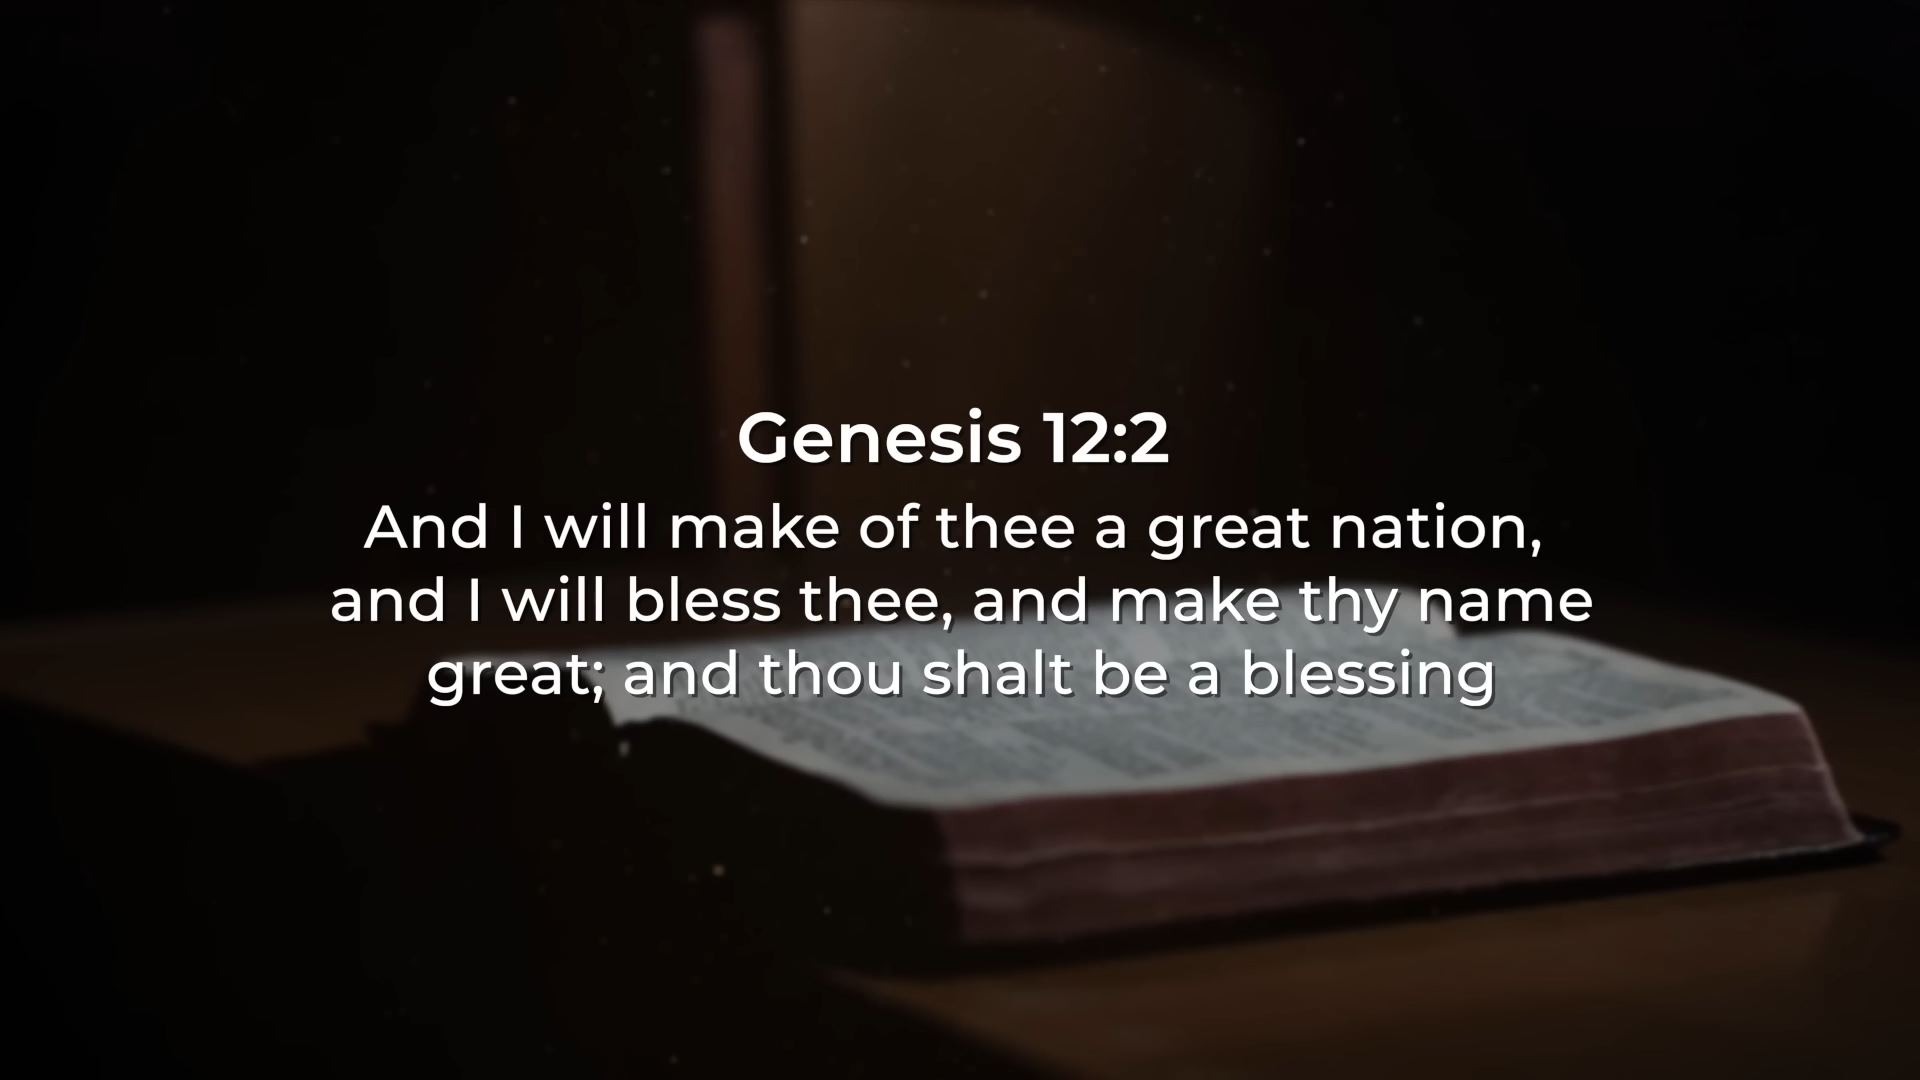 Genesis 12:2
And I will make of thee a great nation,
and I will bless thee, and make thy name
great; and thou shalt be a blessing